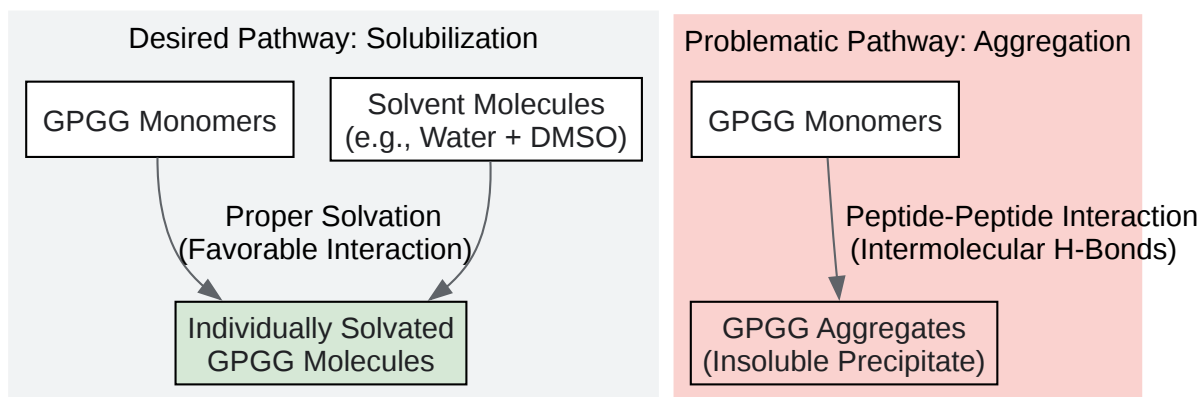 Desired Pathway: Solubilization
GPGG Monomers
Solvent Molecules
(e.g., Water + DMSO)
Proper Solvation
(Favorable Interaction)
Individually Solvated
GPGG Molecules
Problematic Pathway: Aggregation
GPGG Monomers
Peptide-Peptide Interaction
(Intermolecular H-Bonds)
GPGG Aggregates
(Insoluble Precipitate)